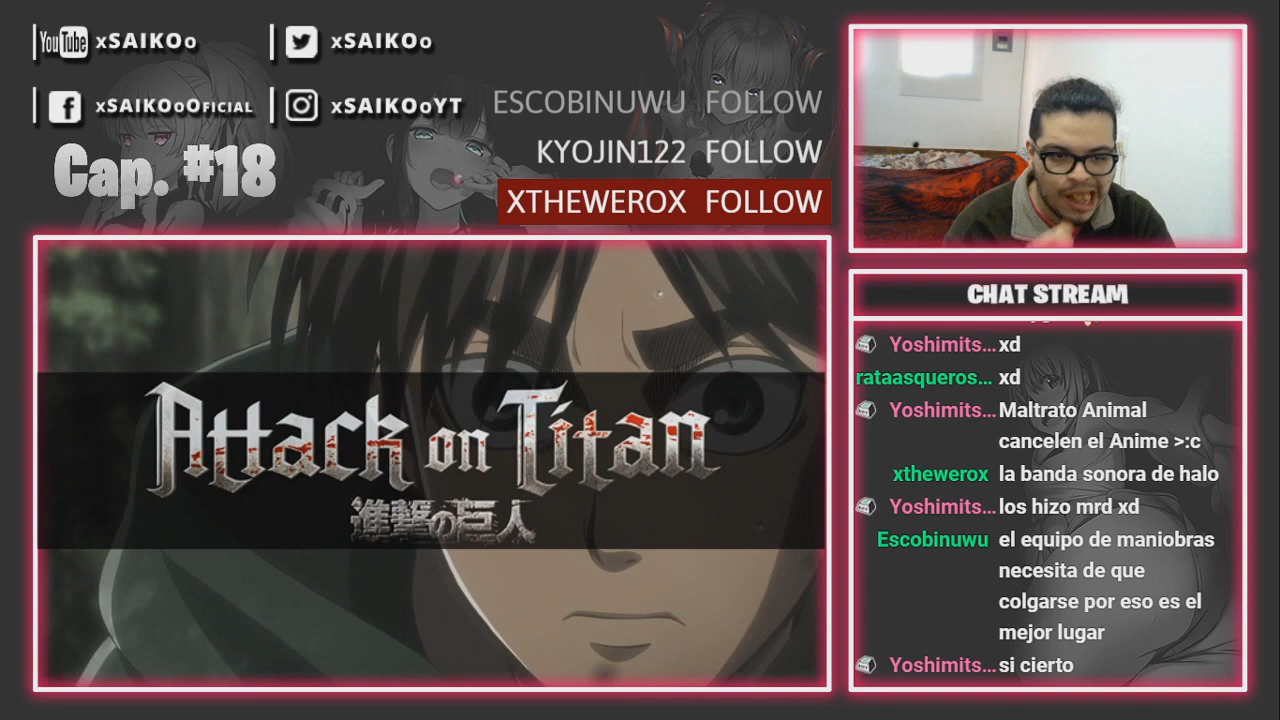 YouTube xSAIKOo
xSAIKOo
xSAIKOoOficial
xSAIKOoYT
Cap. #18
ESCOBINUWU FOLLOW
KYOJIN122 FOLLOW
XTHEWEROX FOLLOW
Attack on Titan
進撃の巨人
CHAT STREAM
Yoshimits... xd
rataasqueros... xd
Yoshimits... Maltrato Animal
cancelen el Anime >:c
xthewerox la banda sonora de halo
Yoshimits... los hizo mrd xd
Escobinuwu el equipo de maniobras
necesita de que
colgarse por eso es el
mejor lugar
Yoshimits... si cierto